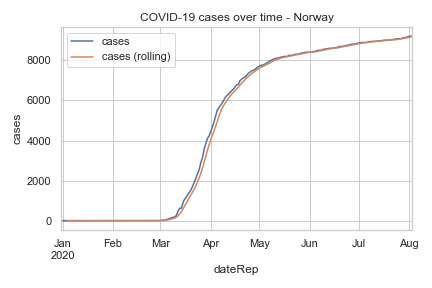 COVID-19 cases over time - Norway
cases
cases (rolling)
8000
6000
4000
2000
0
cases
Jan Feb Mar Apr May Jun Jul Aug
2020
dateRep